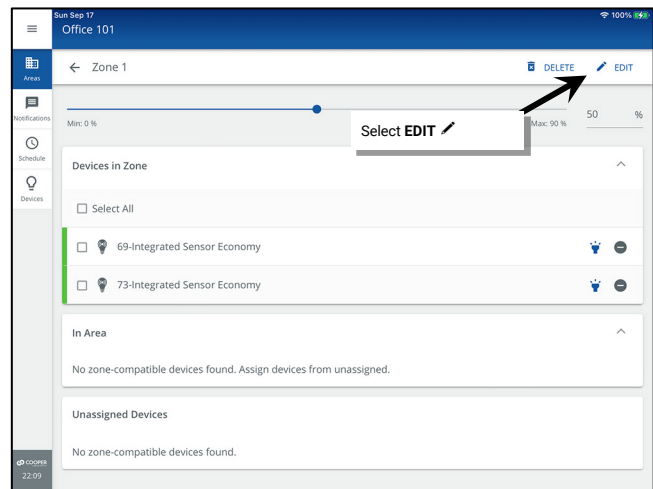 Sun Sep 17
100%
Office 101
Areas
Zone 1
DELETE
EDIT
Notifications
50 %
Min: 0 %
Max: 90 %
Select EDIT
Schedule
Devices in Zone
Devices
Select All
69-Integrated Sensor Economy
73-Integrated Sensor Economy
In Area
No zone-compatible devices found. Assign devices from unassigned.
Unassigned Devices
No zone-compatible devices found.
COOPER
22:09